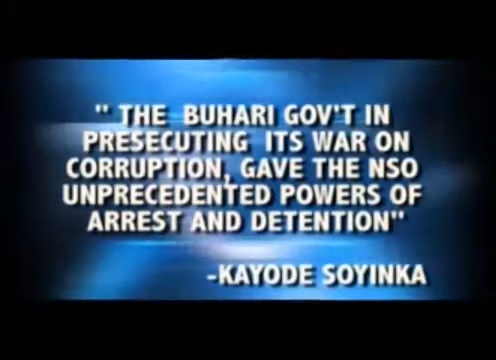 " THE BUHARI GOV'T IN
PRESECUTING ITS WAR ON
CORRUPTION, GAVE THE NSO
UNPRECEDENTED POWERS OF
ARREST AND DETENTION"
-KAYODE SOYINKA